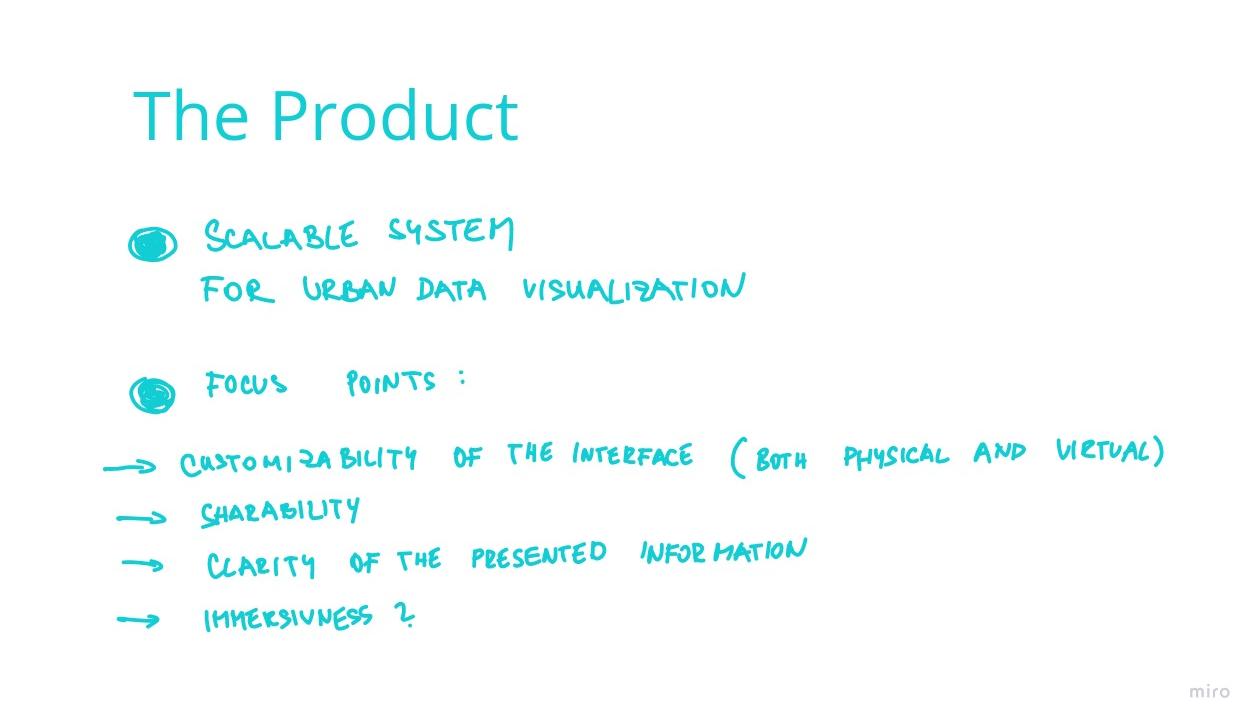 The Product
SCALABLE SYSTEM
FOR URBAN DATA VISUALIZATION
FOCUS POINTS :
CUSTOMIZABILITY OF THE INTERFACE (BOTH PHYSICAL AND VIRTUAL)
SHARABILITY
CLARITY OF THE PRESENTED INFORMATION
IMMERSIVNESS ?
miro